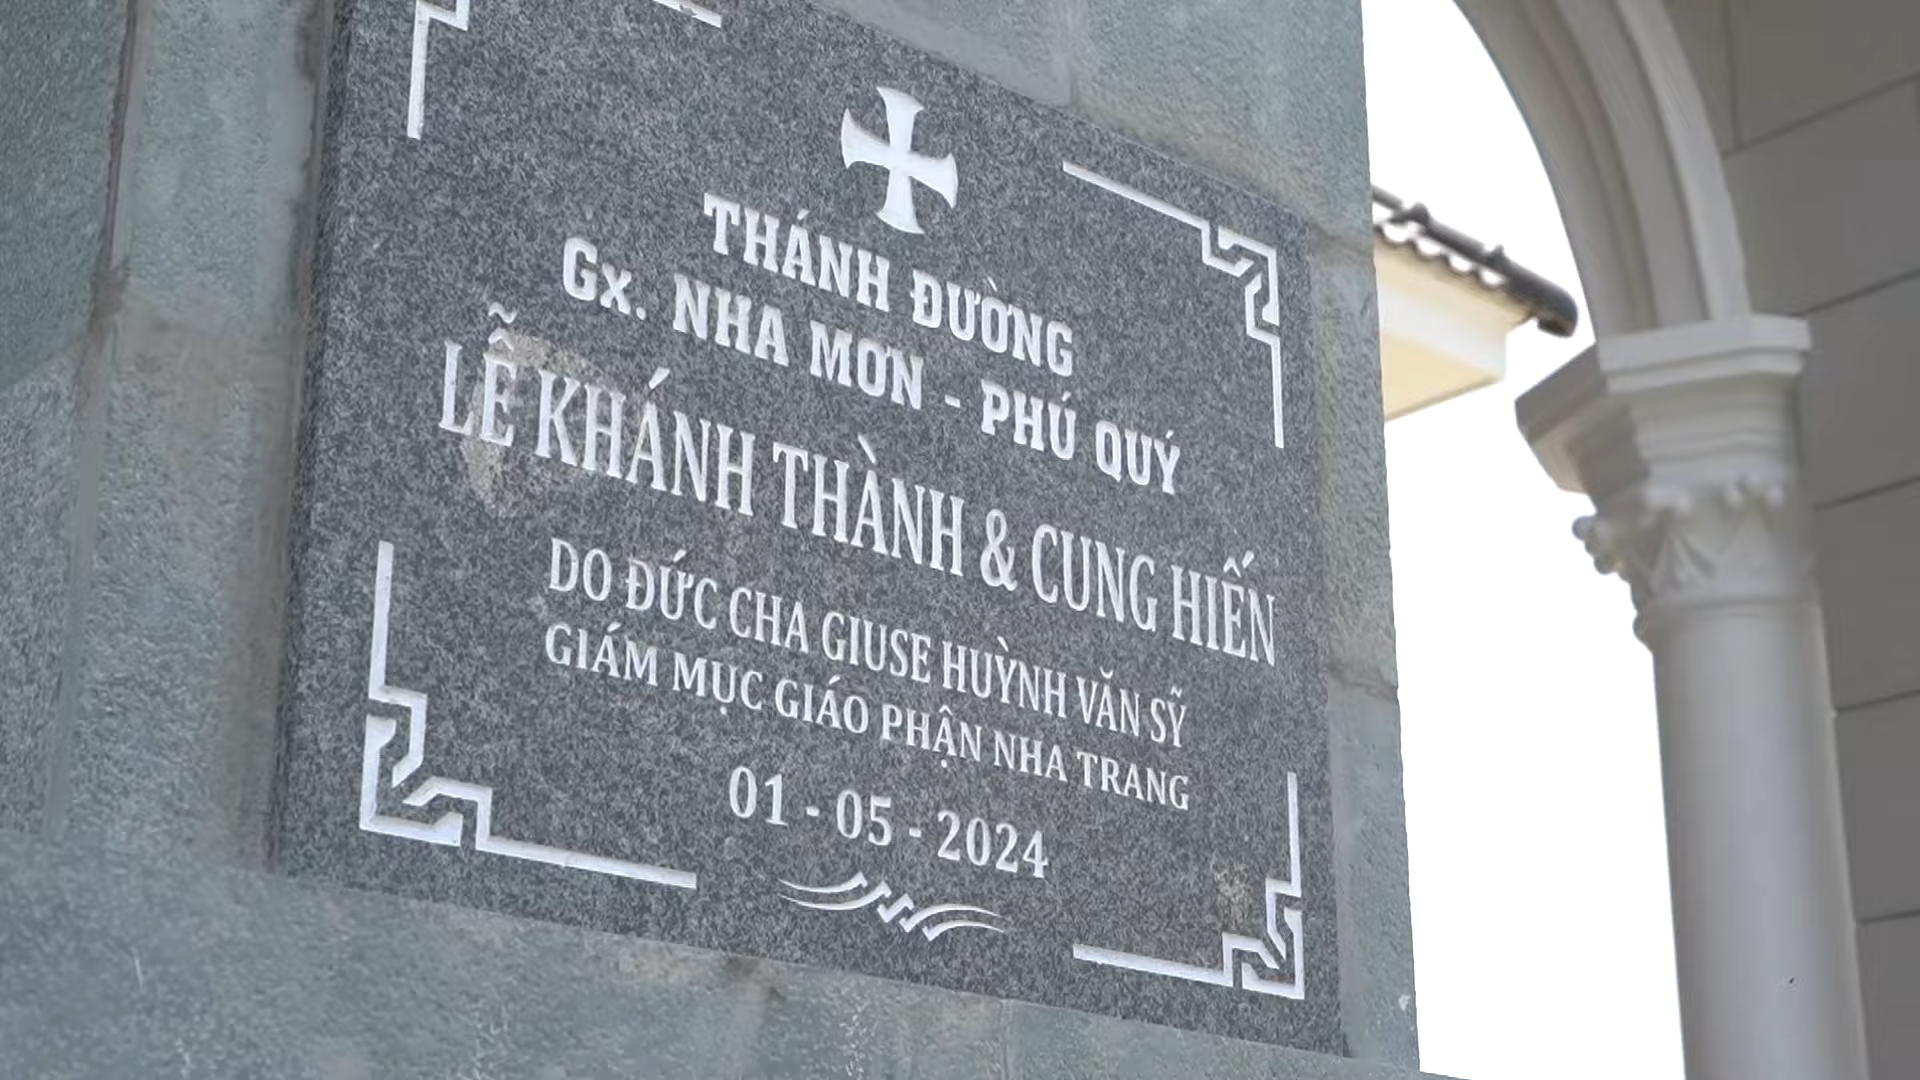 THÁNH ĐƯỜNG
Gx. NHA MƠN - PHÚ QUÝ
LỄ KHÁNH THÀNH & CUNG HIẾN
DO ĐỨC CHA GIUSE HUỲNH VĂN SỸ
GIÁM MỤC GIÁO PHẬN NHA TRANG
01 - 05 - 2024